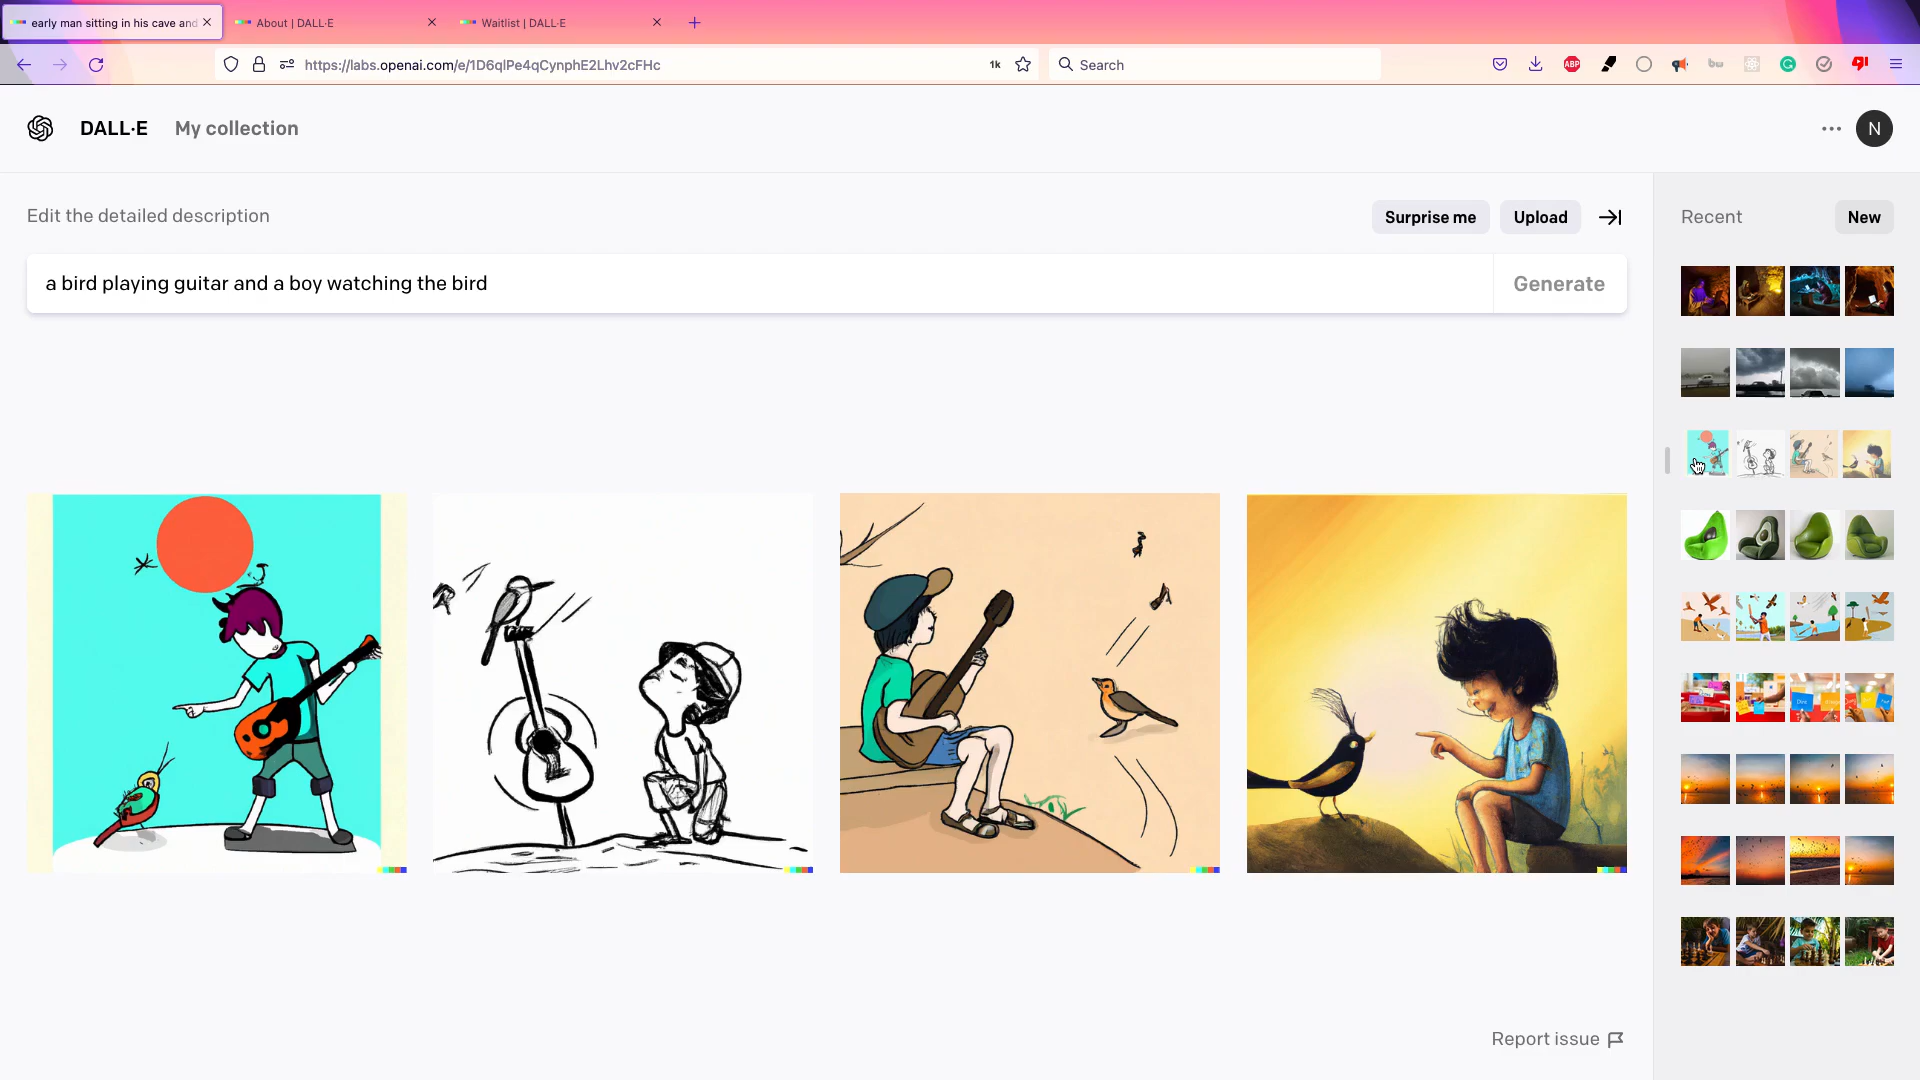 early man sitting in his cave and
About | DALL·E
Waitlist | DALL·E
https://labs.openai.com/e/1D6qlPe4qCynphE2Lhv2cFHc
1k
Search
ABP
DALL·E
My collection
N
Edit the detailed description
Surprise me
Upload
Recent
New
a bird playing guitar and a boy watching the bird
Generate
Report issue